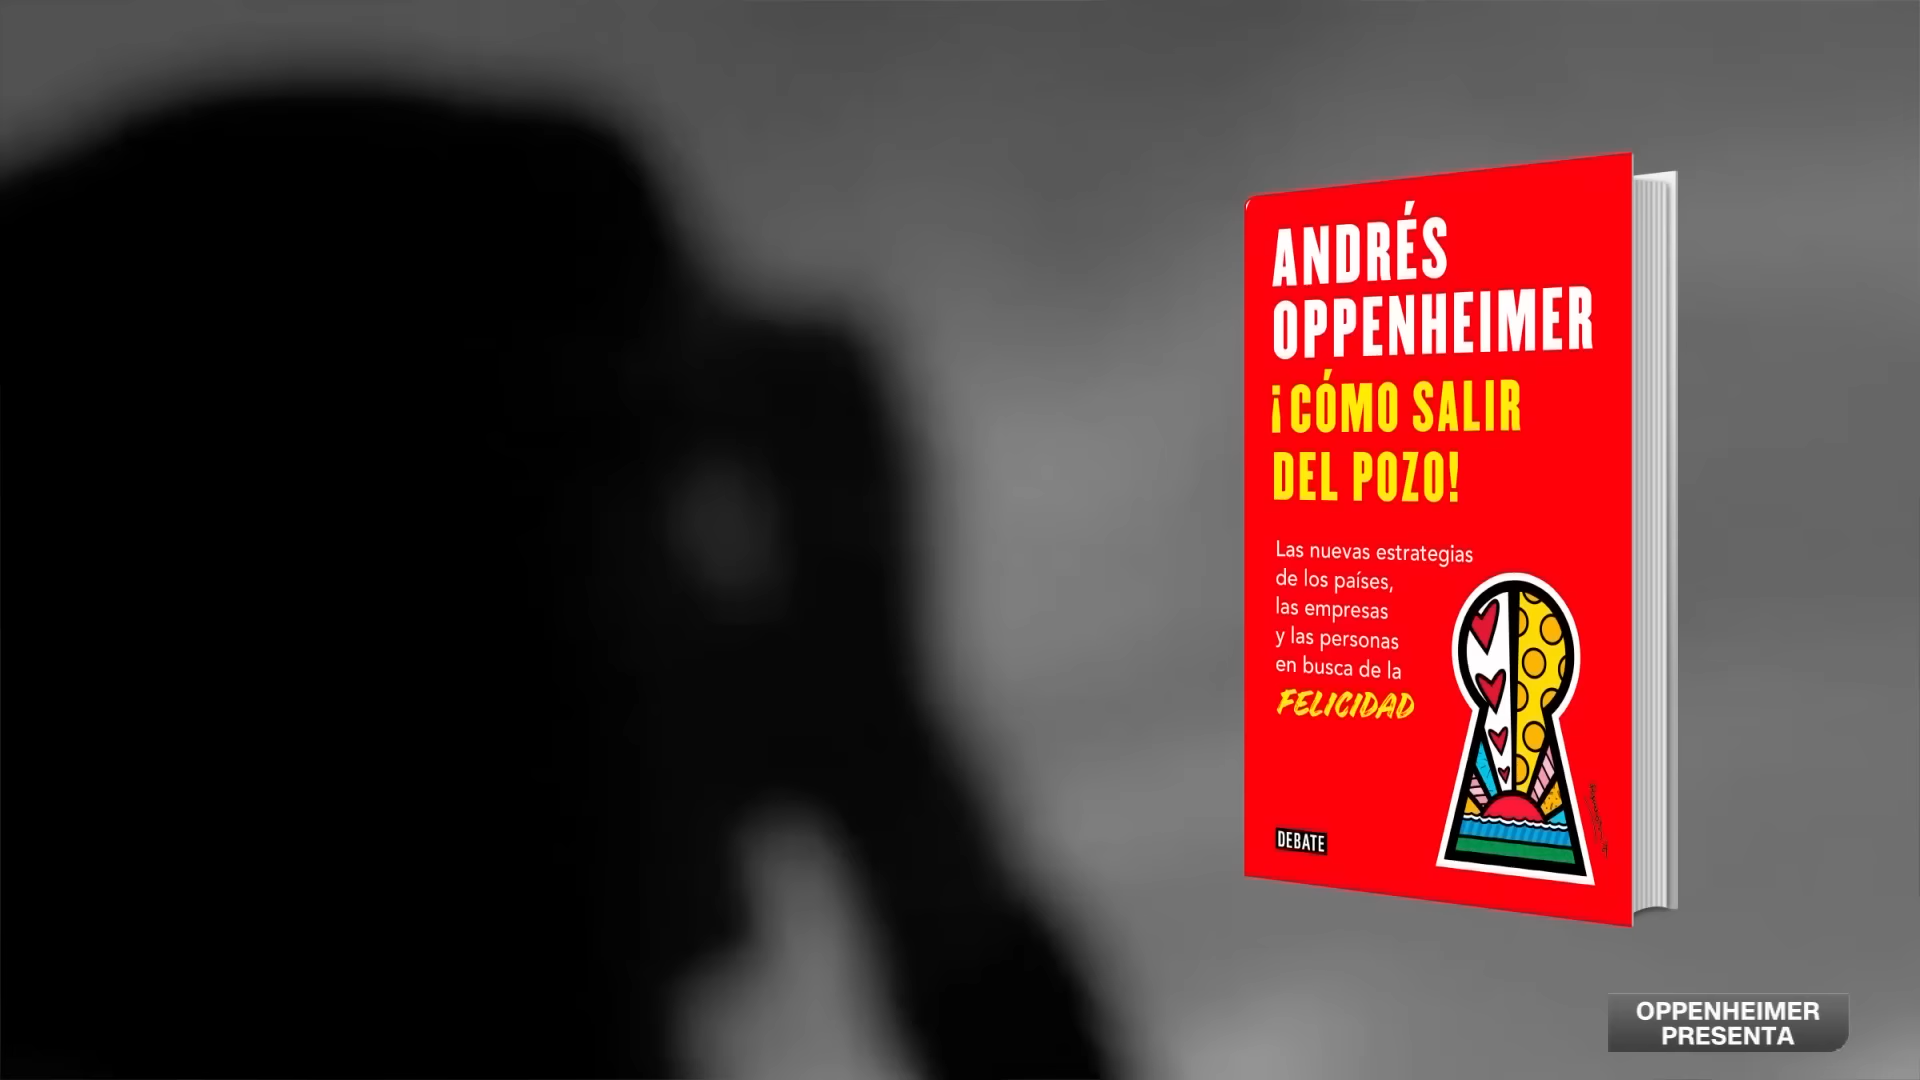 ANDRÉS
OPPENHEIMER
¡CÓMO SALIR
DEL POZO!
Las nuevas estrategias
de los países,
las empresas
y las personas
en busca de la
FELICIDAD
DEBATE
OPPENHEIMER
PRESENTA